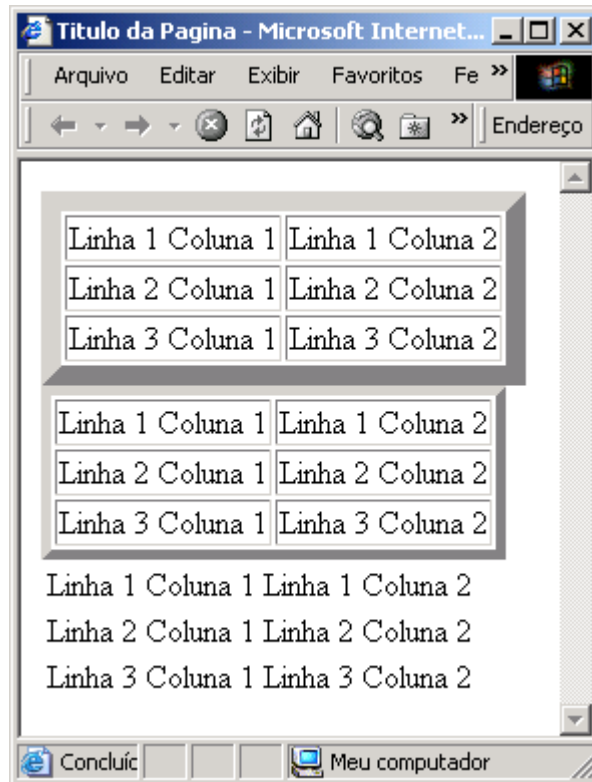 Titulo da Pagina - Microsoft Internet...
Arquivo Editar Exibir Favoritos Fe »
» Endereço
Linha 1 Coluna 1 Linha 1 Coluna 2
Linha 2 Coluna 1 Linha 2 Coluna 2
Linha 3 Coluna 1 Linha 3 Coluna 2
Linha 1 Coluna 1 Linha 1 Coluna 2
Linha 2 Coluna 1 Linha 2 Coluna 2
Linha 3 Coluna 1 Linha 3 Coluna 2
Linha 1 Coluna 1 Linha 1 Coluna 2
Linha 2 Coluna 1 Linha 2 Coluna 2
Linha 3 Coluna 1 Linha 3 Coluna 2
Concluíc Meu computador